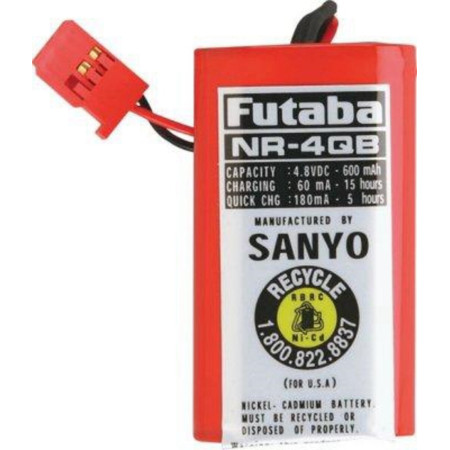 Futaba
NR-4QB
CAPACITY : 4.8VDC - 600 mAh
CHARGING : 60 mA - 15 hours
QUICK CHG : 180mA - 5 hours
MANUFACTURED BY
SANYO
RECYCLE
RBRC
Ni-Cd
1.800.822.8837
(FOR U.S.A)
NICKEL- CADMIUM BATTERY.
MUST BE RECYCLED OR
DISPOSED OF PROPERLY.